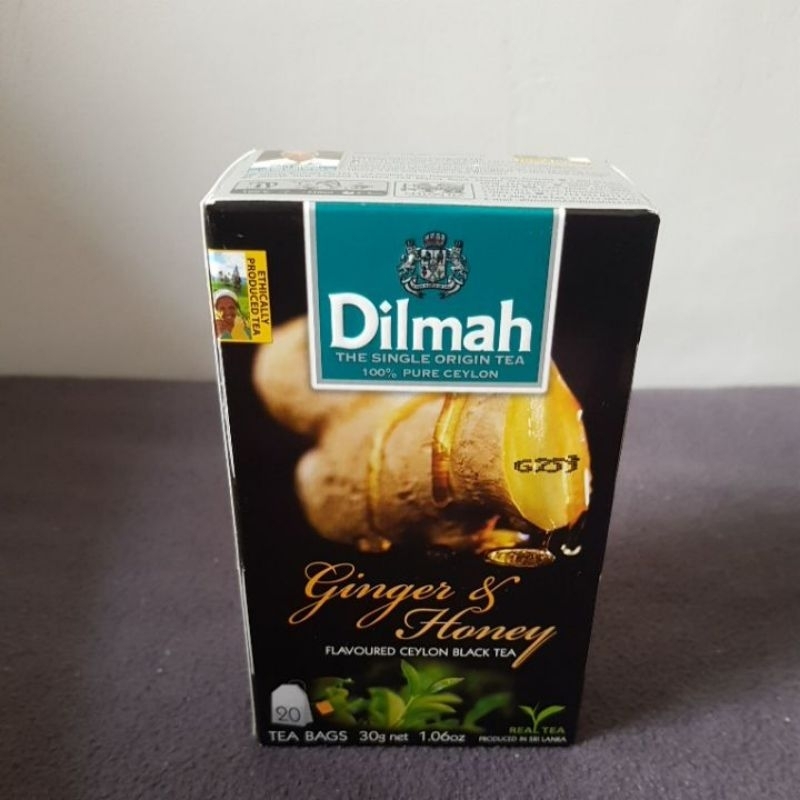 ETHICALLY
PRODUCED TEA
Dilmah
THE SINGLE ORIGIN TEA
100% PURE CEYLON
Ginger &
Honey
FLAVOURED CEYLON BLACK TEA
20
TEA BAGS 30g net 1.06oz
REAL TEA
PRODUCED IN SRI LANKA